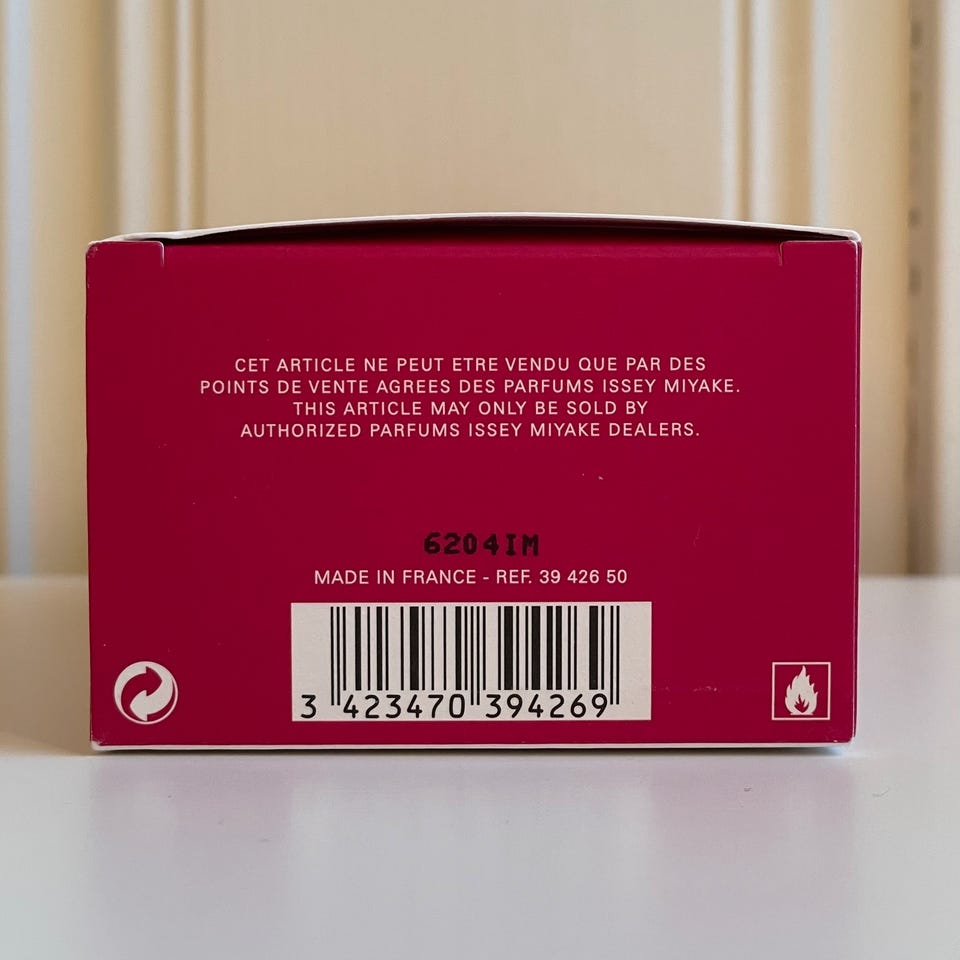 CET ARTICLE NE PEUT ETRE VENDU QUE PAR DES
POINTS DE VENTE AGREES DES PARFUMS ISSEY MIYAKE.
THIS ARTICLE MAY ONLY BE SOLD BY
AUTHORIZED PARFUMS ISSEY MIYAKE DEALERS.
6204IM
MADE IN FRANCE - REF. 39 426 50
3 423470 394269